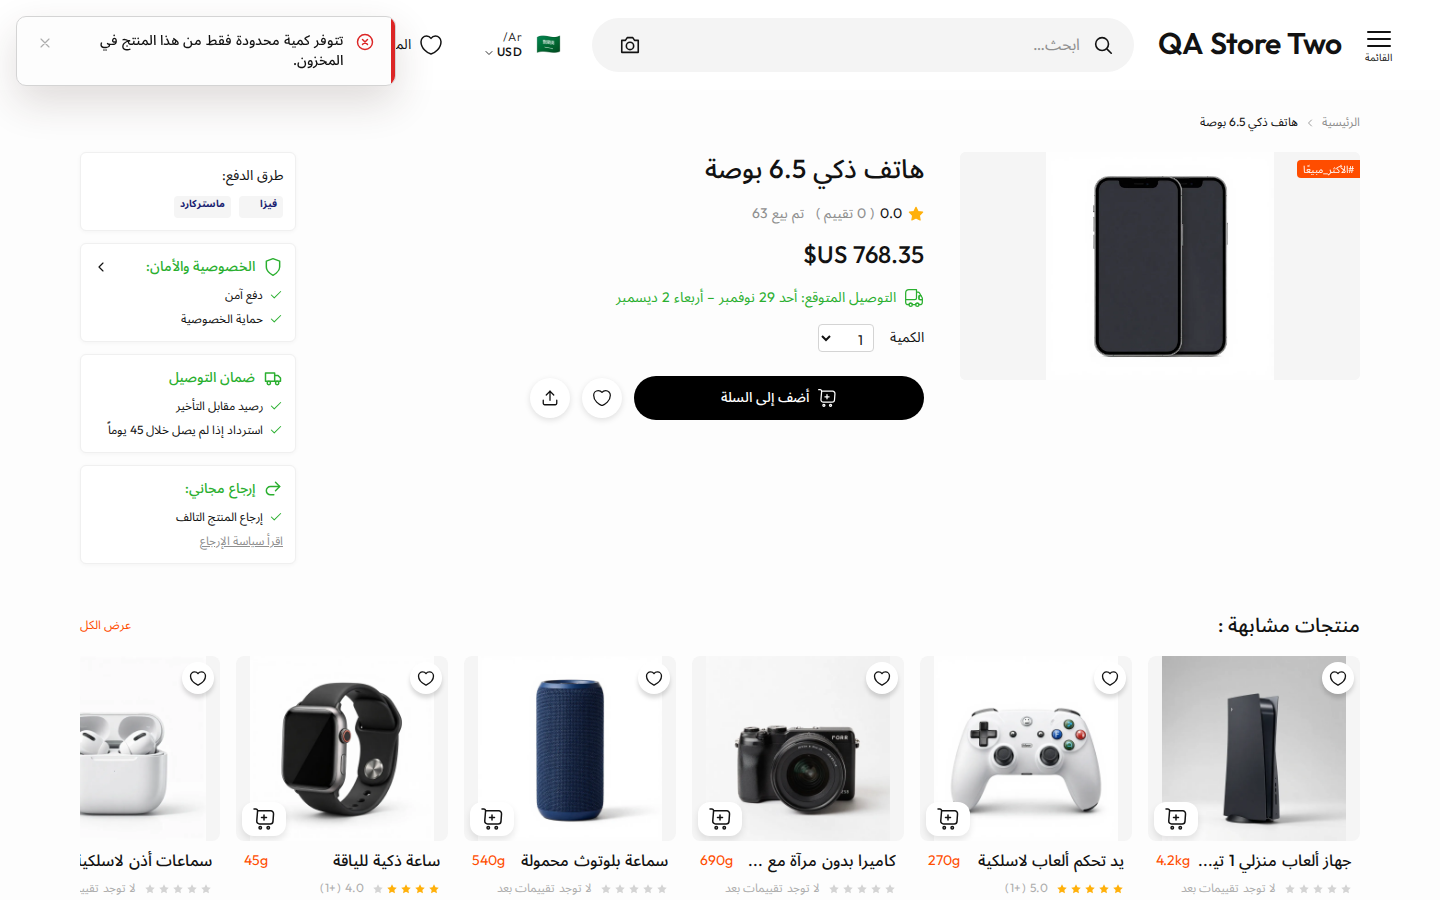 القائمة
QA Store Two
ابحث...
Ar/
USD
تتوفر كمية محدودة فقط من هذا المنتج في
المخزون.
الرئيسية
هاتف ذكي 6.5 بوصة
#الأكثر_مبيعًا
هاتف ذكي 6.5 بوصة
0.0 ( 0 تقييم ) تم بيع 63
$US 768.35
التوصيل المتوقع: أحد 29 نوفمبر – أربعاء 2 ديسمبر
الكمية
1
أضف إلى السلة
طرق الدفع:
فيزا
ماستركارد
الخصوصية والأمان:
دفع آمن
حماية الخصوصية
ضمان التوصيل
رصيد مقابل التأخير
استرداد إذا لم يصل خلال 45 يوماً
إرجاع مجاني:
إرجاع المنتج التالف
اقرأ سياسة الإرجاع
منتجات مشابهة :
عرض الكل
جهاز ألعاب منزلي 1 تيـ...
4.2kg
لا توجد تقييمات بعد
يد تحكم ألعاب لاسلكية
270g
5.0 (+1)
كاميرا بدون مرآة مع ...
690g
لا توجد تقييمات بعد
سماعة بلوتوث محمولة
540g
لا توجد تقييمات بعد
ساعة ذكية للياقة
45g
4.0 (+1)
سماعات أذن لاسلكية
لا توجد